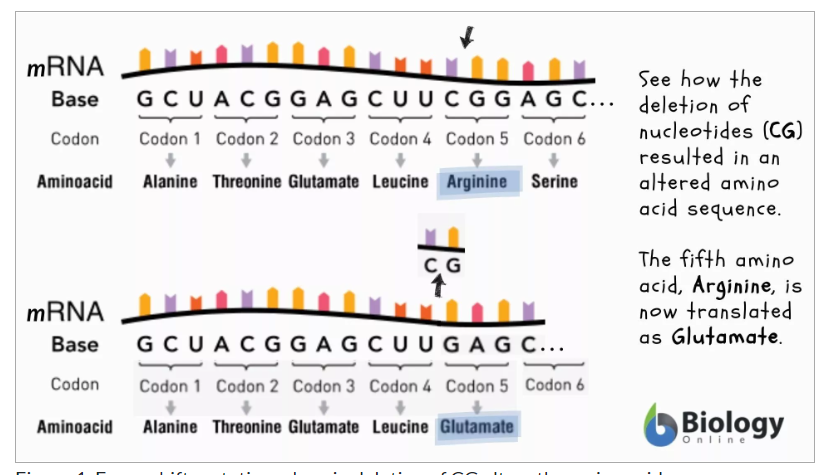 mRNA
Base G C U A C G G A G C U U C G G A G C...
Codon Codon 1 Codon 2 Codon 3 Codon 4 Codon 5 Codon 6
Aminoacid Alanine Threonine Glutamate Leucine Arginine Serine
C G
mRNA
Base G C U A C G G A G C U U G A G C...
Codon Codon 1 Codon 2 Codon 3 Codon 4 Codon 5 Codon 6
Aminoacid Alanine Threonine Glutamate Leucine Glutamate
See how the
deletion of
nucleotides (CG)
resulted in an
altered amino
acid sequence.
The fifth amino
acid, Arginine, is
now translated
as Glutamate.
Biology
Online